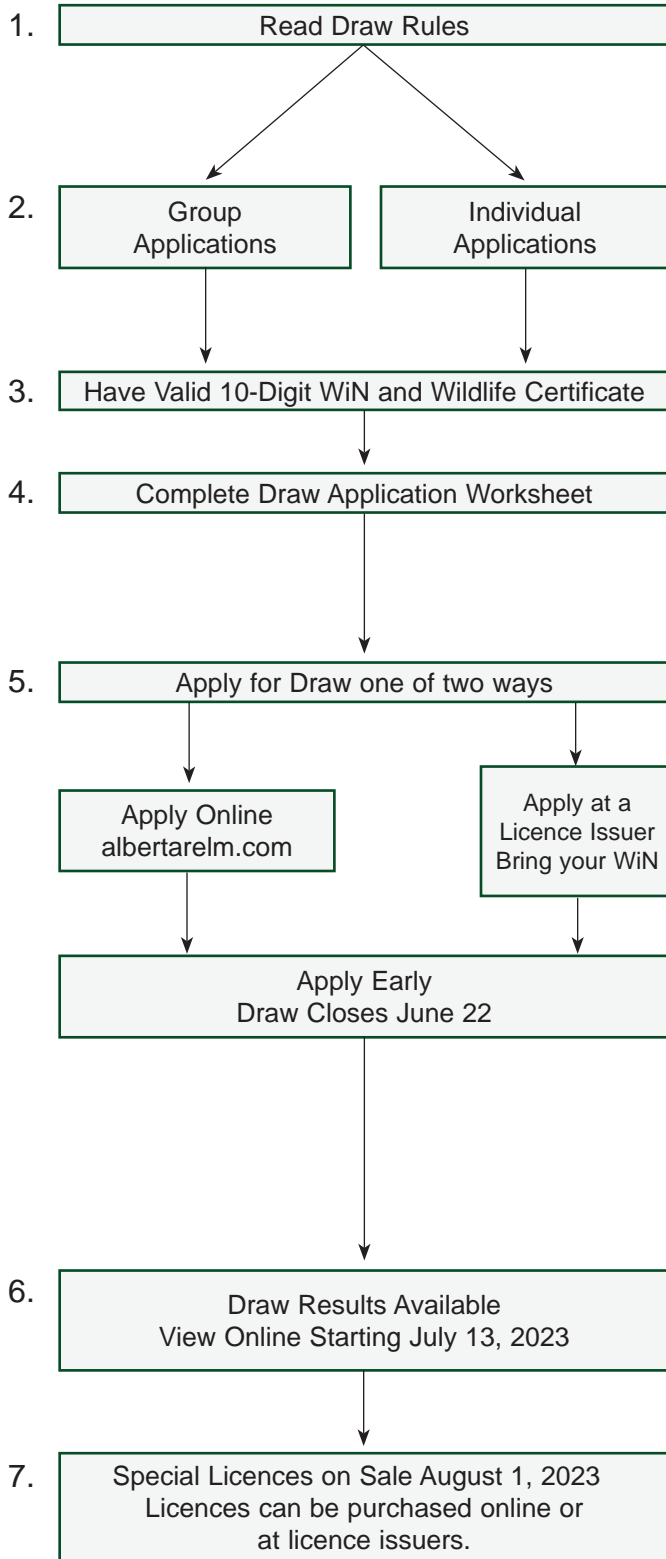 1. Read Draw Rules
2. Group
Applications
Individual
Applications
3. Have Valid 10-Digit WiN and Wildlife Certificate
4. Complete Draw Application Worksheet
5. Apply for Draw one of two ways
Apply Online
albertarelm.com
Apply at a
Licence Issuer
Bring your WiN
Apply Early
Draw Closes June 22
6. Draw Results Available
View Online Starting July 13, 2023
7. Special Licences on Sale August 1, 2023
Licences can be purchased online or
at licence issuers.